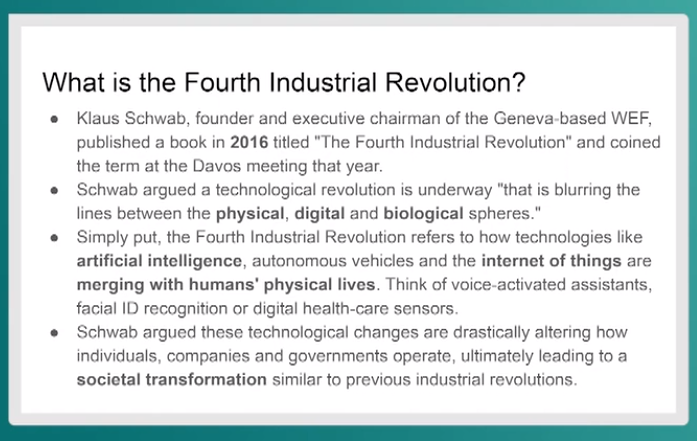 What is the Fourth Industrial Revolution?
● Klaus Schwab, founder and executive chairman of the Geneva-based WEF,
published a book in 2016 titled "The Fourth Industrial Revolution" and coined
the term at the Davos meeting that year.
● Schwab argued a technological revolution is underway "that is blurring the
lines between the physical, digital and biological spheres."
● Simply put, the Fourth Industrial Revolution refers to how technologies like
artificial intelligence, autonomous vehicles and the internet of things are
merging with humans' physical lives. Think of voice-activated assistants,
facial ID recognition or digital health-care sensors.
● Schwab argued these technological changes are drastically altering how
individuals, companies and governments operate, ultimately leading to a
societal transformation similar to previous industrial revolutions.